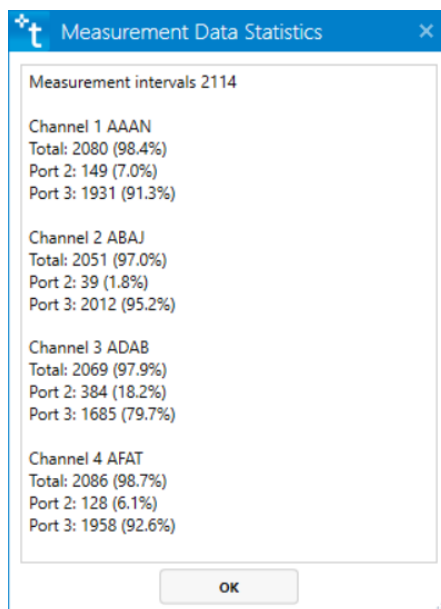 t Measurement Data Statistics ×
Measurement intervals 2114
Channel 1 AAAN
Total: 2080 (98.4%)
Port 2: 149 (7.0%)
Port 3: 1931 (91.3%)
Channel 2 ABAJ
Total: 2051 (97.0%)
Port 2: 39 (1.8%)
Port 3: 2012 (95.2%)
Channel 3 ADAB
Total: 2069 (97.9%)
Port 2: 384 (18.2%)
Port 3: 1685 (79.7%)
Channel 4 AFAT
Total: 2086 (98.7%)
Port 2: 128 (6.1%)
Port 3: 1958 (92.6%)
OK